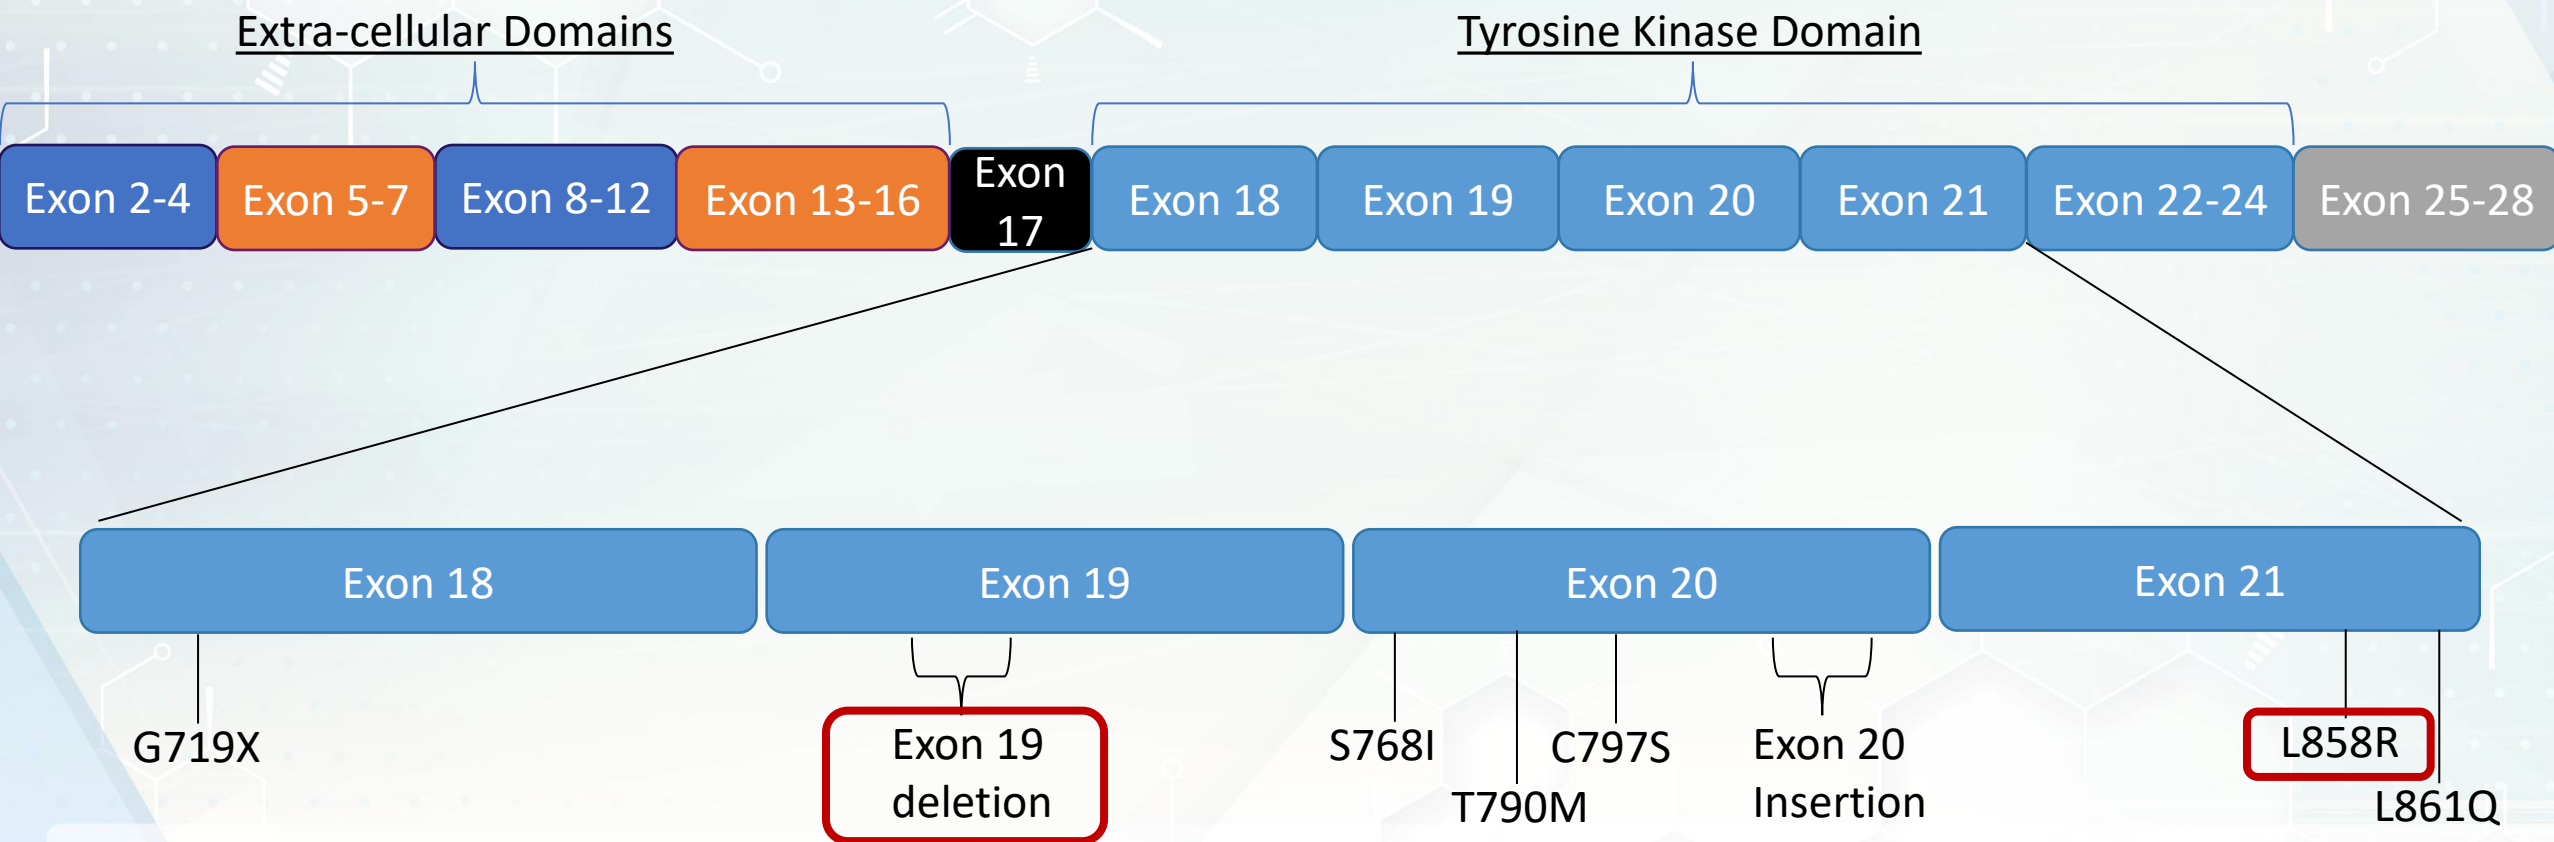 Extra-cellular Domains
Tyrosine Kinase Domain
Exon 2-4
Exon 5-7
Exon 8-12
Exon 13-16
Exon
17
Exon 18
Exon 19
Exon 20
Exon 21
Exon 22-24
Exon 25-28
Exon 18
Exon 19
Exon 20
Exon 21
G719X
Exon 19
deletion
S768I
T790M
C797S
Exon 20
Insertion
L858R
L861Q